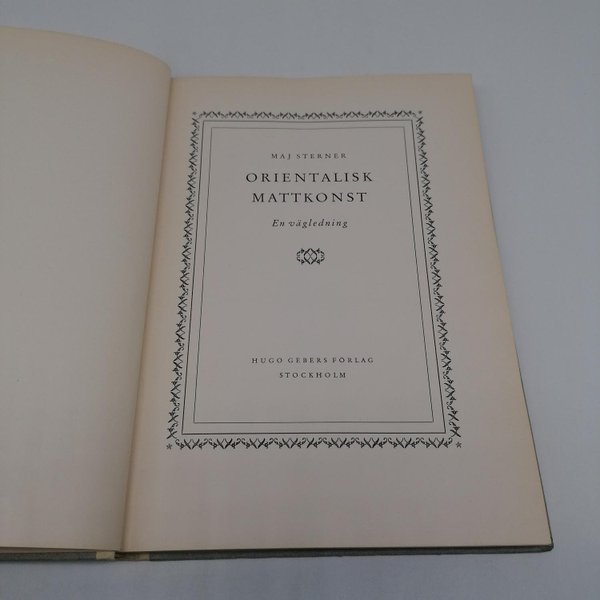 MAJ STERNER
ORIENTALISK
MATTKONST
En vägledning
HUGO GEBERS FÖRLAG
STOCKHOLM